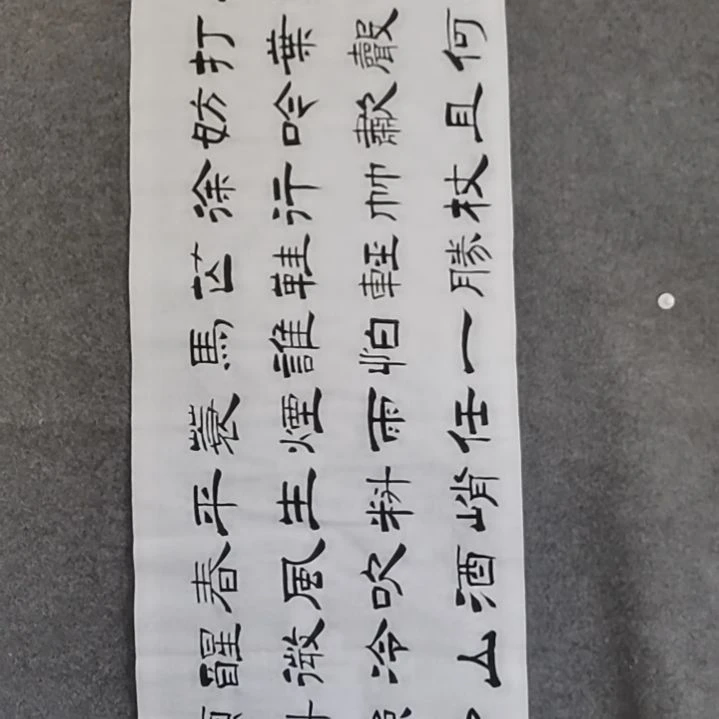 打葉聲何
妨吟歗且
徐行竹杖
芒鞋輕勝
馬誰怕一
蓑煙雨任
平生料峭
春風吹酒
醒微冷山